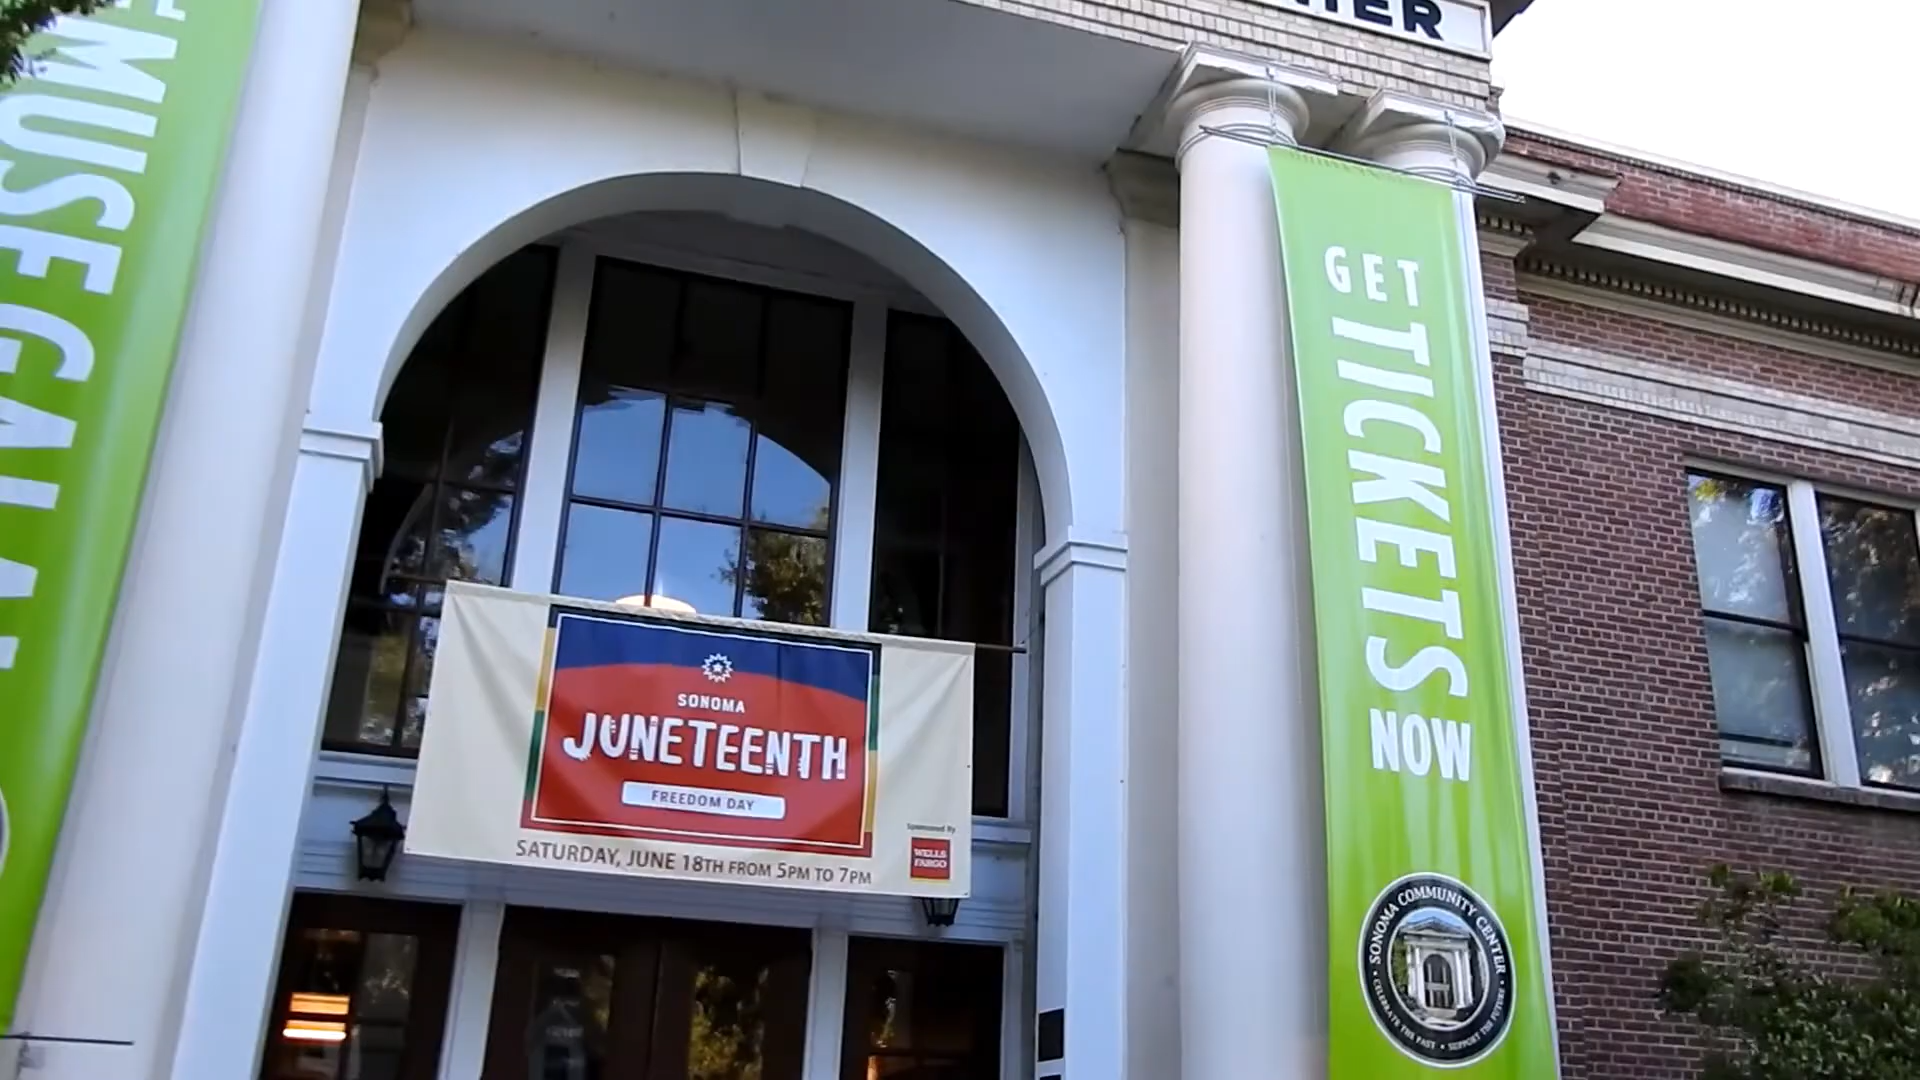 MUSE GALA
GET
TICKETS
NOW
SONOMA
JUNETEENTH
FREEDOM DAY
SATURDAY, JUNE 18TH FROM 5PM TO 7PM
Sponsored By
WELLS
FARGO
SONOMA COMMUNITY CENTER
• CELEBRATE THE PAST • SUPPORT THE FUTURE •